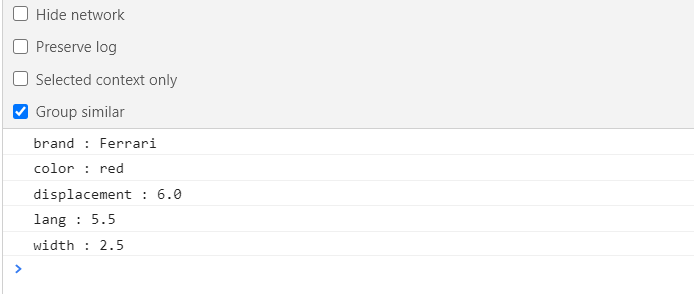 Hide network
Preserve log
Selected context only
Group similar
brand : Ferrari
color : red
displacement : 6.0
lang : 5.5
width : 2.5
>